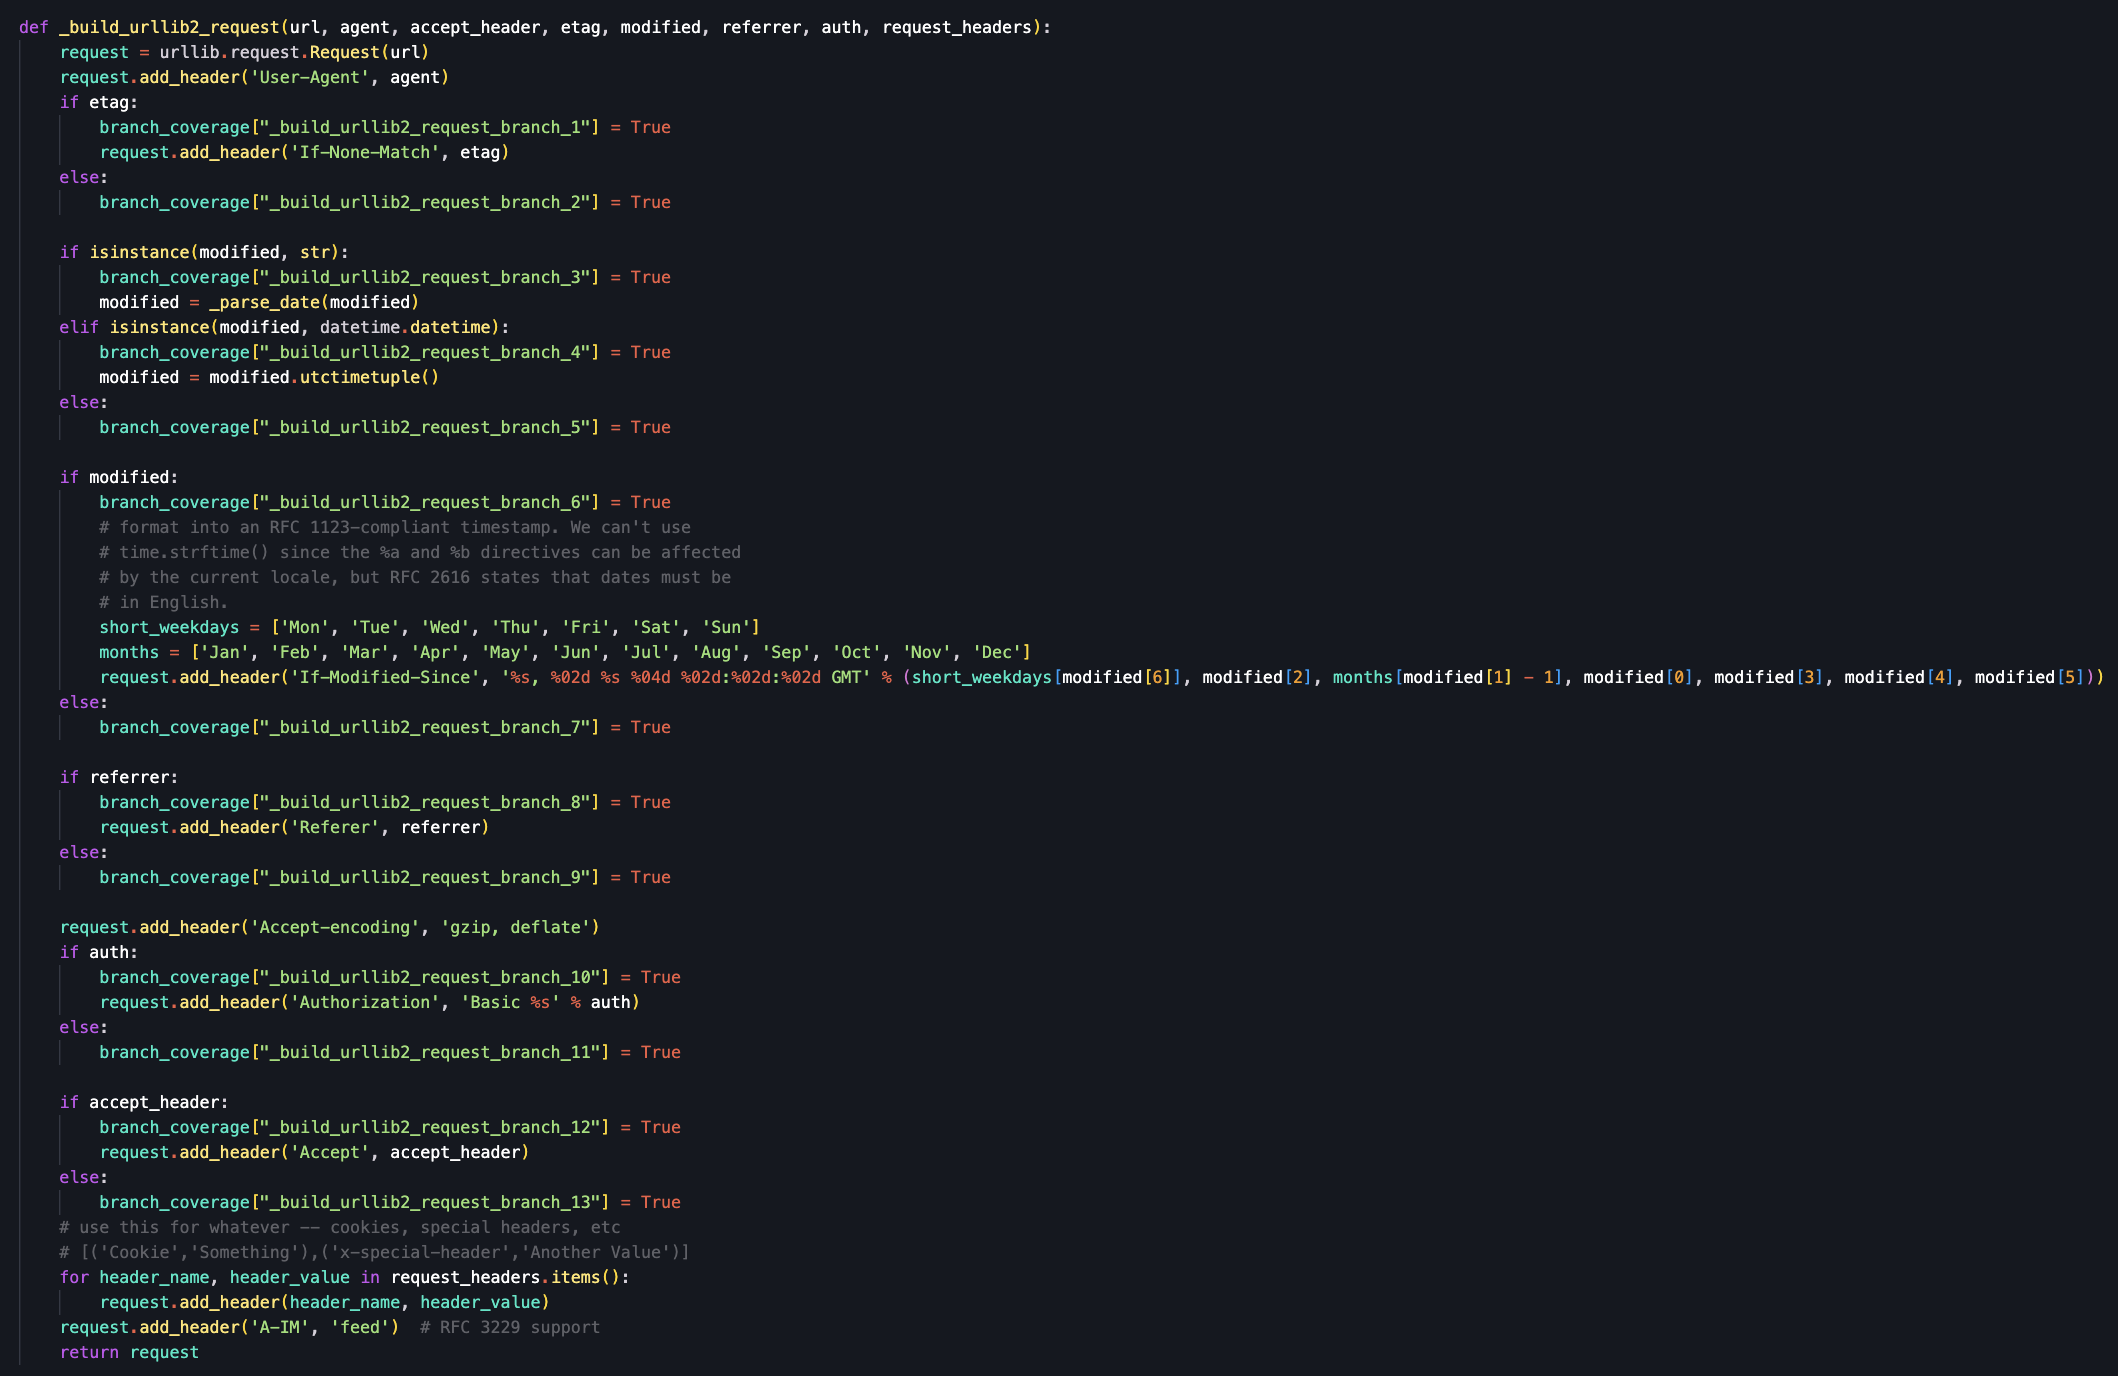 def _build_urllib2_request(url, agent, accept_header, etag, modified, referrer, auth, request_headers):
    request = urllib.request.Request(url)
    request.add_header('User-Agent', agent)
    if etag:
        branch_coverage["_build_urllib2_request_branch_1"] = True
        request.add_header('If-None-Match', etag)
    else:
        branch_coverage["_build_urllib2_request_branch_2"] = True

    if isinstance(modified, str):
        branch_coverage["_build_urllib2_request_branch_3"] = True
        modified = _parse_date(modified)
    elif isinstance(modified, datetime.datetime):
        branch_coverage["_build_urllib2_request_branch_4"] = True
        modified = modified.utctimetuple()
    else:
        branch_coverage["_build_urllib2_request_branch_5"] = True

    if modified:
        branch_coverage["_build_urllib2_request_branch_6"] = True
        # format into an RFC 1123-compliant timestamp. We can't use
        # time.strftime() since the %a and %b directives can be affected
        # by the current locale, but RFC 2616 states that dates must be
        # in English.
        short_weekdays = ['Mon', 'Tue', 'Wed', 'Thu', 'Fri', 'Sat', 'Sun']
        months = ['Jan', 'Feb', 'Mar', 'Apr', 'May', 'Jun', 'Jul', 'Aug', 'Sep', 'Oct', 'Nov', 'Dec']
        request.add_header('If-Modified-Since', '%s, %02d %s %04d %02d:%02d:%02d GMT' % (short_weekdays[modified[6]], modified[2], months[modified[1] - 1], modified[0], modified[3], modified[4], modified[5]))
    else:
        branch_coverage["_build_urllib2_request_branch_7"] = True

    if referrer:
        branch_coverage["_build_urllib2_request_branch_8"] = True
        request.add_header('Referer', referrer)
    else:
        branch_coverage["_build_urllib2_request_branch_9"] = True

    request.add_header('Accept-encoding', 'gzip, deflate')
    if auth:
        branch_coverage["_build_urllib2_request_branch_10"] = True
        request.add_header('Authorization', 'Basic %s' % auth)
    else:
        branch_coverage["_build_urllib2_request_branch_11"] = True

    if accept_header:
        branch_coverage["_build_urllib2_request_branch_12"] = True
        request.add_header('Accept', accept_header)
    else:
        branch_coverage["_build_urllib2_request_branch_13"] = True
    # use this for whatever -- cookies, special headers, etc
    # [('Cookie','Something'),('x-special-header','Another Value')]
    for header_name, header_value in request_headers.items():
        request.add_header(header_name, header_value)
    request.add_header('A-IM', 'feed')  # RFC 3229 support
    return request